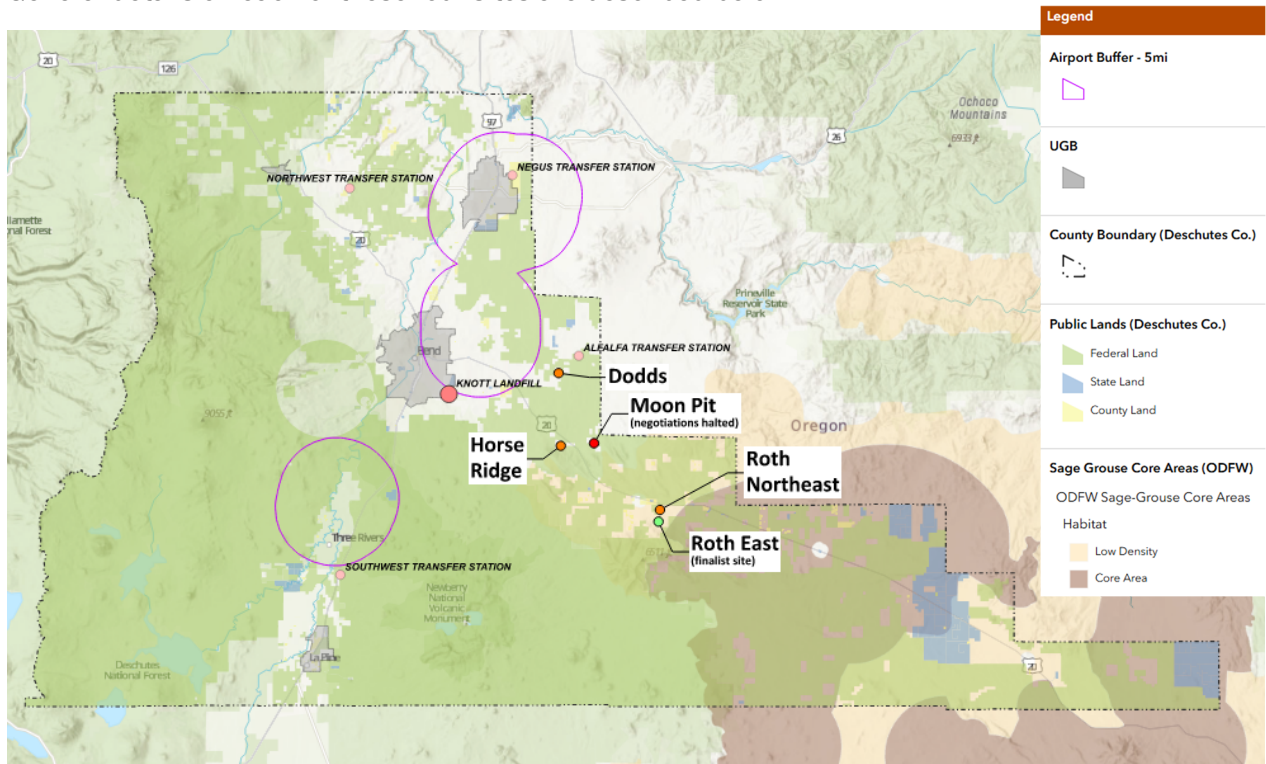 Legend
Airport Buffer - 5mi
UGB
County Boundary (Deschutes Co.)
Public Lands (Deschutes Co.)
Federal Land
State Land
County Land
Sage Grouse Core Areas (ODFW)
ODFW Sage-Grouse Core Areas
Habitat
Low Density
Core Area
20
126
97
26
Ochoco
Mountains
6933 ft
NEGUS TRANSFER STATION
NORTHWEST TRANSFER STATION
llamette
nal Forest
20
Prineville
Reservoir State
Park
Bend
ALFALFA TRANSFER STATION
Dodds
KNOTT LANDFILL
9055 ft
Moon Pit
(negotiations halted)
20
Oregon
Horse
Ridge
Roth
Northeast
Roth East
(finalist site)
Three Rivers
SOUTHWEST TRANSFER STATION
Newberry
National
Volcanic
Monument
La Pine
Deschutes
National Forest
20